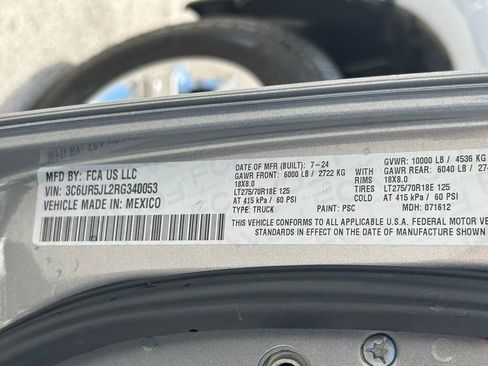 MFD BY: FCA US LLC
VIN: 3C6UR5JL2RG340053
VEHICLE MADE IN: MEXICO
DATE OF MFR (BUILT): 7-24
GAWR FRONT: 6000 LB / 2722 KG
18X8.0
LT275/70R18E 125
AT 415 kPa / 60 PSI
TYPE: TRUCK PAINT: PSC MDH: 071612
GVWR: 10000 LB / 4536 KG
GAWR REAR: 6040 LB /
RIMS 18X8.0
TIRES LT275/70R18E 125
COLD AT 415 kPa / 60 PSI
THIS VEHICLE CONFORMS TO ALL APPLICABLE U.S.A. FEDERAL MOTOR
STANDARDS IN EFFECT ON THE DATE OF MANUFACTURE SHOWN